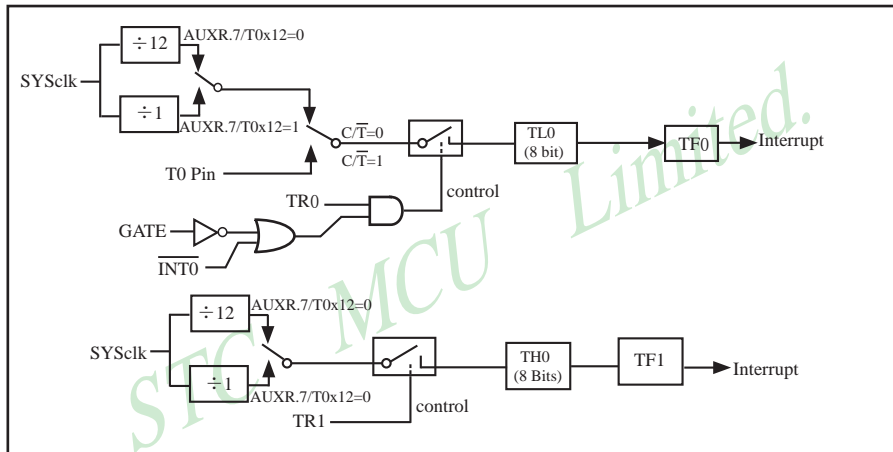 ÷12
AUXR.7/T0x12=0
SYSclk
÷1
AUXR.7/T0x12=1
C/T̅=0
C/T̅=1
T0 Pin
TL0
(8 bit)
TF0
Interrupt
control
TR0
GATE
I̅N̅T̅0̅
÷12
AUXR.7/T0x12=0
SYSclk
÷1
AUXR.7/T0x12=0
TH0
(8 Bits)
TF1
Interrupt
control
TR1
STC MCU Limited.